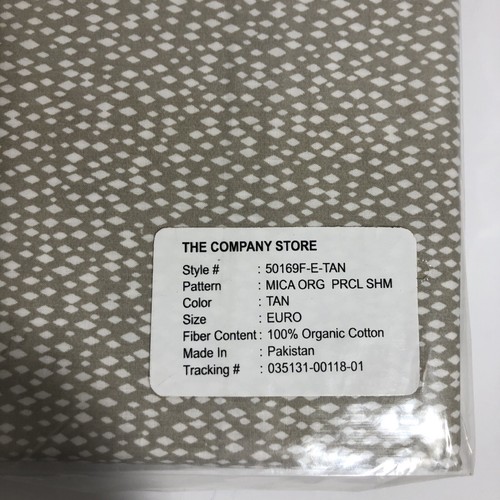 THE COMPANY STORE
Style # : 50169F-E-TAN
Pattern : MICA ORG PRCL SHM
Color : TAN
Size : EURO
Fiber Content : 100% Organic Cotton
Made In : Pakistan
Tracking # : 035131-00118-01